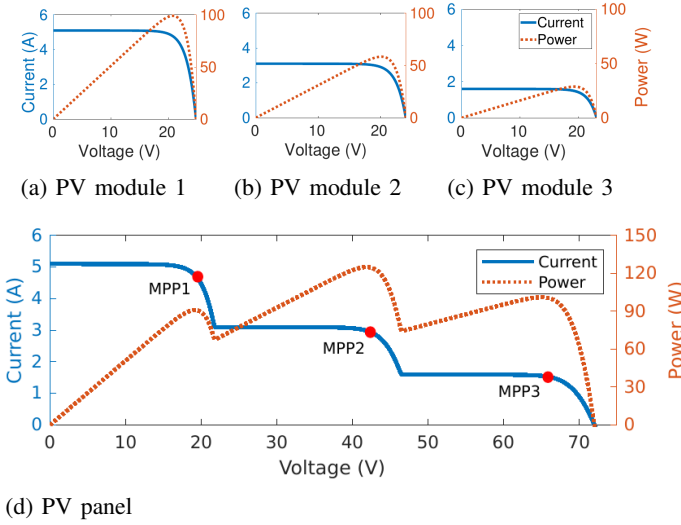 6
4
2
0
Current (A)
0
20
Voltage (V)
100
50
0
(a) PV module 1
6
4
2
0
0
20
Voltage (V)
100
50
0
(b) PV module 2
6
4
2
0
0
20
Voltage (V)
Current
Power
100
50
0
Power (W)
(c) PV module 3
6
5
4
3
2
1
0
Current (A)
0
10
20
30
40
50
60
70
Voltage (V)
MPP1
MPP2
MPP3
Current
Power
150
120
90
60
30
0
Power (W)
(d) PV panel